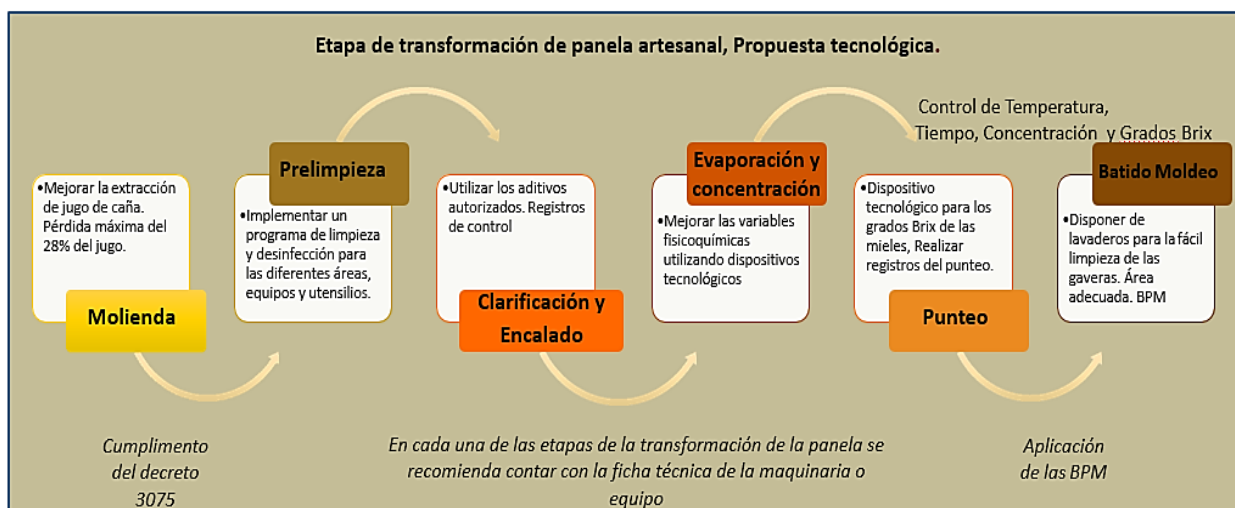 Etapa de transformación de panela artesanal, Propuesta tecnológica.
Control de Temperatura,
Tiempo, Concentración y Grados Brix
•Mejorar la extracción
de jugo de caña.
Pérdida máxima del
28% del jugo.
Molienda
Prelimpieza
•Implementar un
programa de limpieza
y desinfección para
las diferentes áreas,
equipos y utensilios.
•Utilizar los aditivos
autorizados. Registros
de control
Clarificación y
Encalado
Evaporación y
concentración
•Mejorar las variables
fisicoquímicas
utilizando dispositivos
tecnológicos
•Dispositivo
tecnológico para los
grados Brix de las
mieles, Realizar
registros del punteo.
Punteo
Batido Moldeo
•Disponer de
lavaderos para la fácil
limpieza de las
gaveras. Área
adecuada. BPM
Cumplimento
del decreto
3075
En cada una de las etapas de la transformación de la panela se
recomienda contar con la ficha técnica de la maquinaria o
equipo
Aplicación
de las BPM